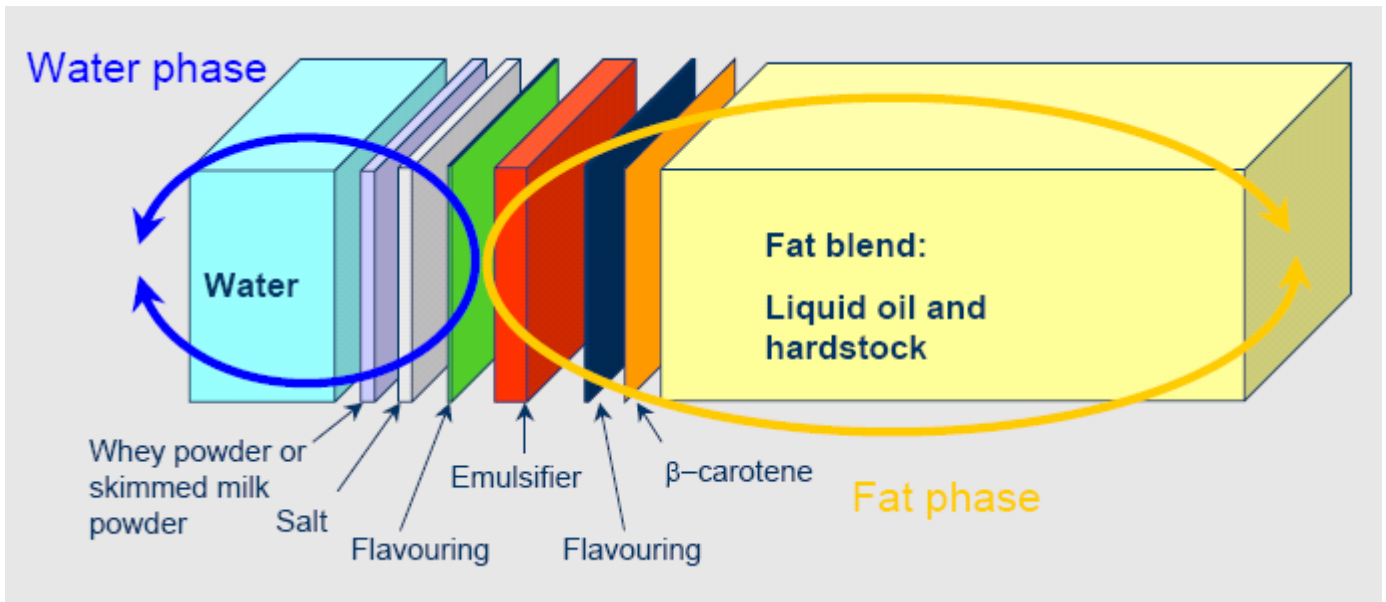 Water phase
Water
Fat blend:
Liquid oil and
hardstock
Whey powder or
skimmed milk
powder
Salt
Flavouring
Emulsifier
Flavouring
β–carotene
Fat phase